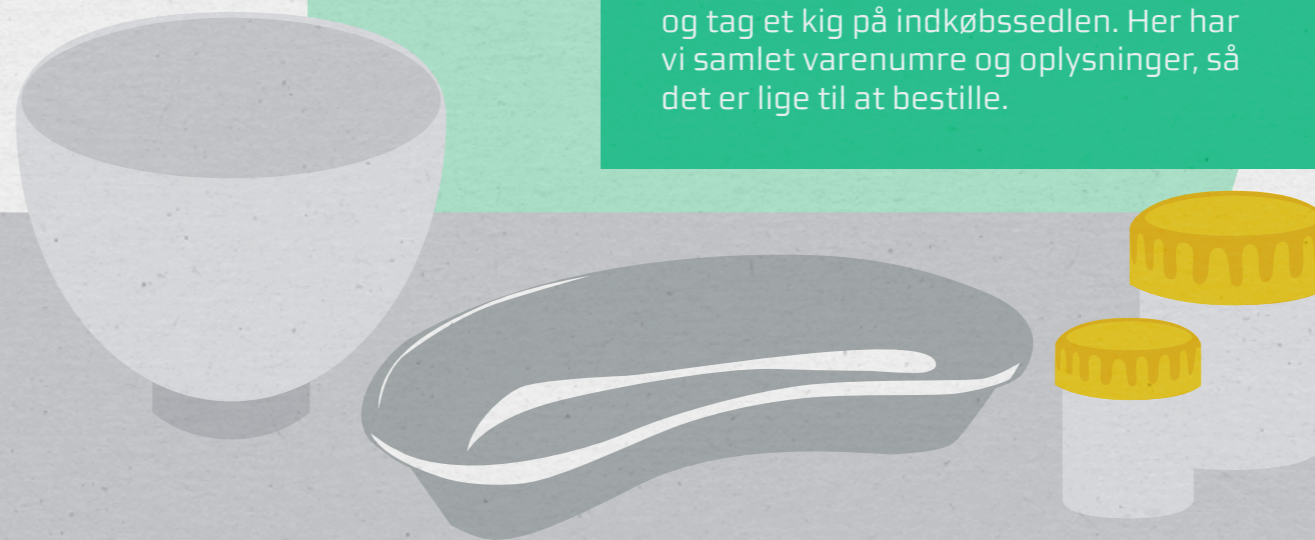 og tag et kig på indkøbssedlen. Her har
vi samlet varenumre og oplysninger, så
det er lige til at bestille.